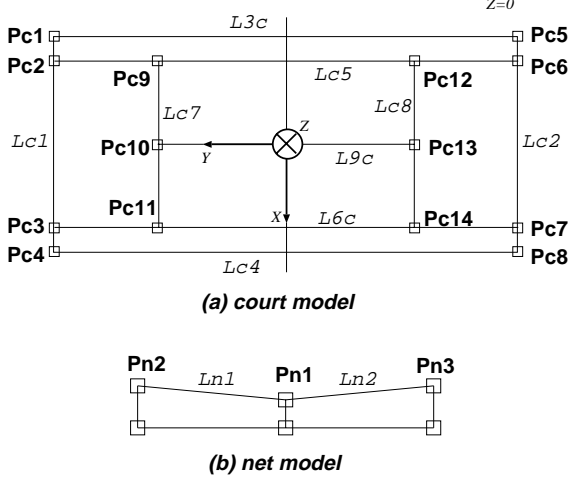 Z=0
Pc1 L3c Pc5
Pc2 Pc9 Lc5 Pc12 Pc6
Lc7 Lc8
Lc1 Pc10 Y Z L9c Pc13 Lc2
Pc11 X L6c Pc14
Pc3 Pc7
Pc4 Lc4 Pc8
(a) court model
Pn2 Ln1 Pn1 Ln2 Pn3
(b) net model